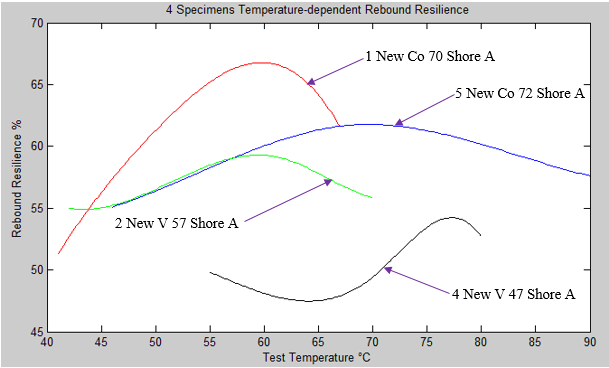 4 Specimens Temperature-dependent Rebound Resilience
70
65
60
55
50
45
Rebound Resilience %
1 New Co 70 Shore A
5 New Co 72 Shore A
2 New V 57 Shore A
4 New V 47 Shore A
40 45 50 55 60 65 70 75 80 85 90
Test Temperature °C